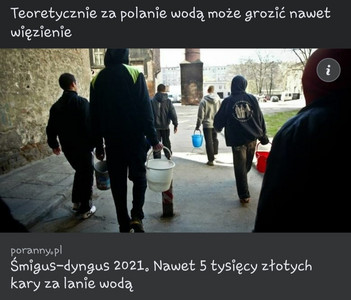 Teoretycznie za polanie wodą może grozić nawet
więzienie
poranny.pl
Śmigus-dyngus 2021. Nawet 5 tysięcy złotych
kary za lanie wodą